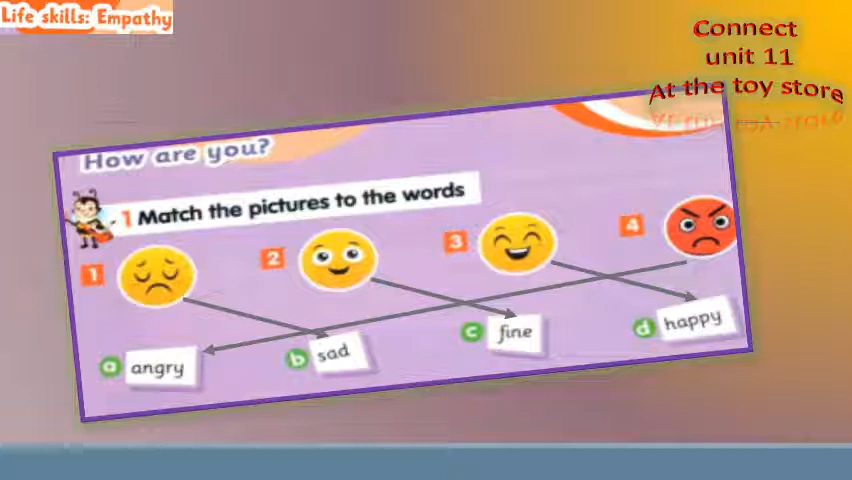 Life skills: Empathy
Connect
unit 11
At the toy store
How are you?
1 Match the pictures to the words
1
2
3
4
a angry
b sad
c fine
d happy